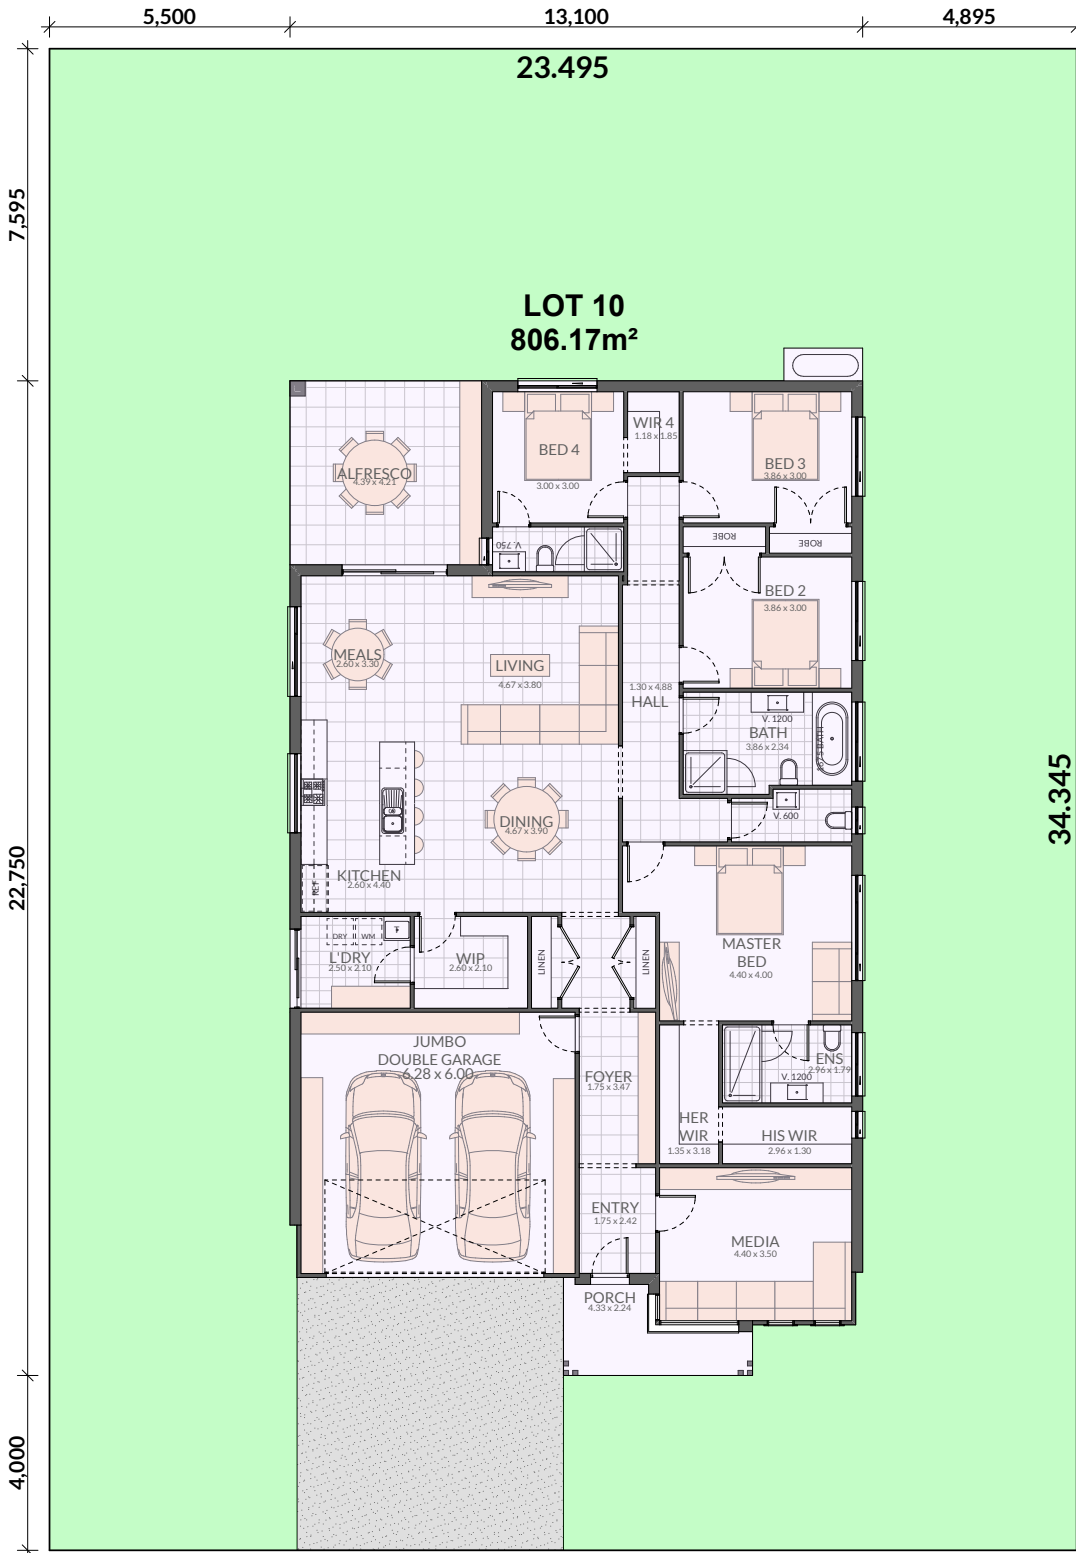 5,500
13,100
4,895
23.495
7,595
LOT 10
806.17m²
WIR 4
1.18 x 1.85
BED 4
3.00 x 3.00
BED 3
3.86 x 3.00
ALFRESCO
4.39 x 4.21
V. 750
ROBE
ROBE
BED 2
3.86 x 3.00
MEALS
2.60 x 3.30
LIVING
4.67 x 3.80
1.30 x 4.88
HALL
V. 1200
BATH
3.86 x 2.34
1675 BATH
34.345
DINING
4.67 x 3.90
V. 600
22,750
KITCHEN
2.60 x 4.40
REF
DRY
WM
L'DRY
2.50 x 2.10
WIP
2.60 x 2.10
LINEN
LINEN
MASTER
BED
4.40 x 4.00
JUMBO
DOUBLE GARAGE
6.28 x 6.00
FOYER
1.75 x 3.47
ENS
2.96 x 1.79
V. 1200
HER
WIR
1.35 x 3.18
HIS WIR
2.96 x 1.30
ENTRY
1.75 x 2.42
MEDIA
4.40 x 3.50
PORCH
4.33 x 2.24
4,000